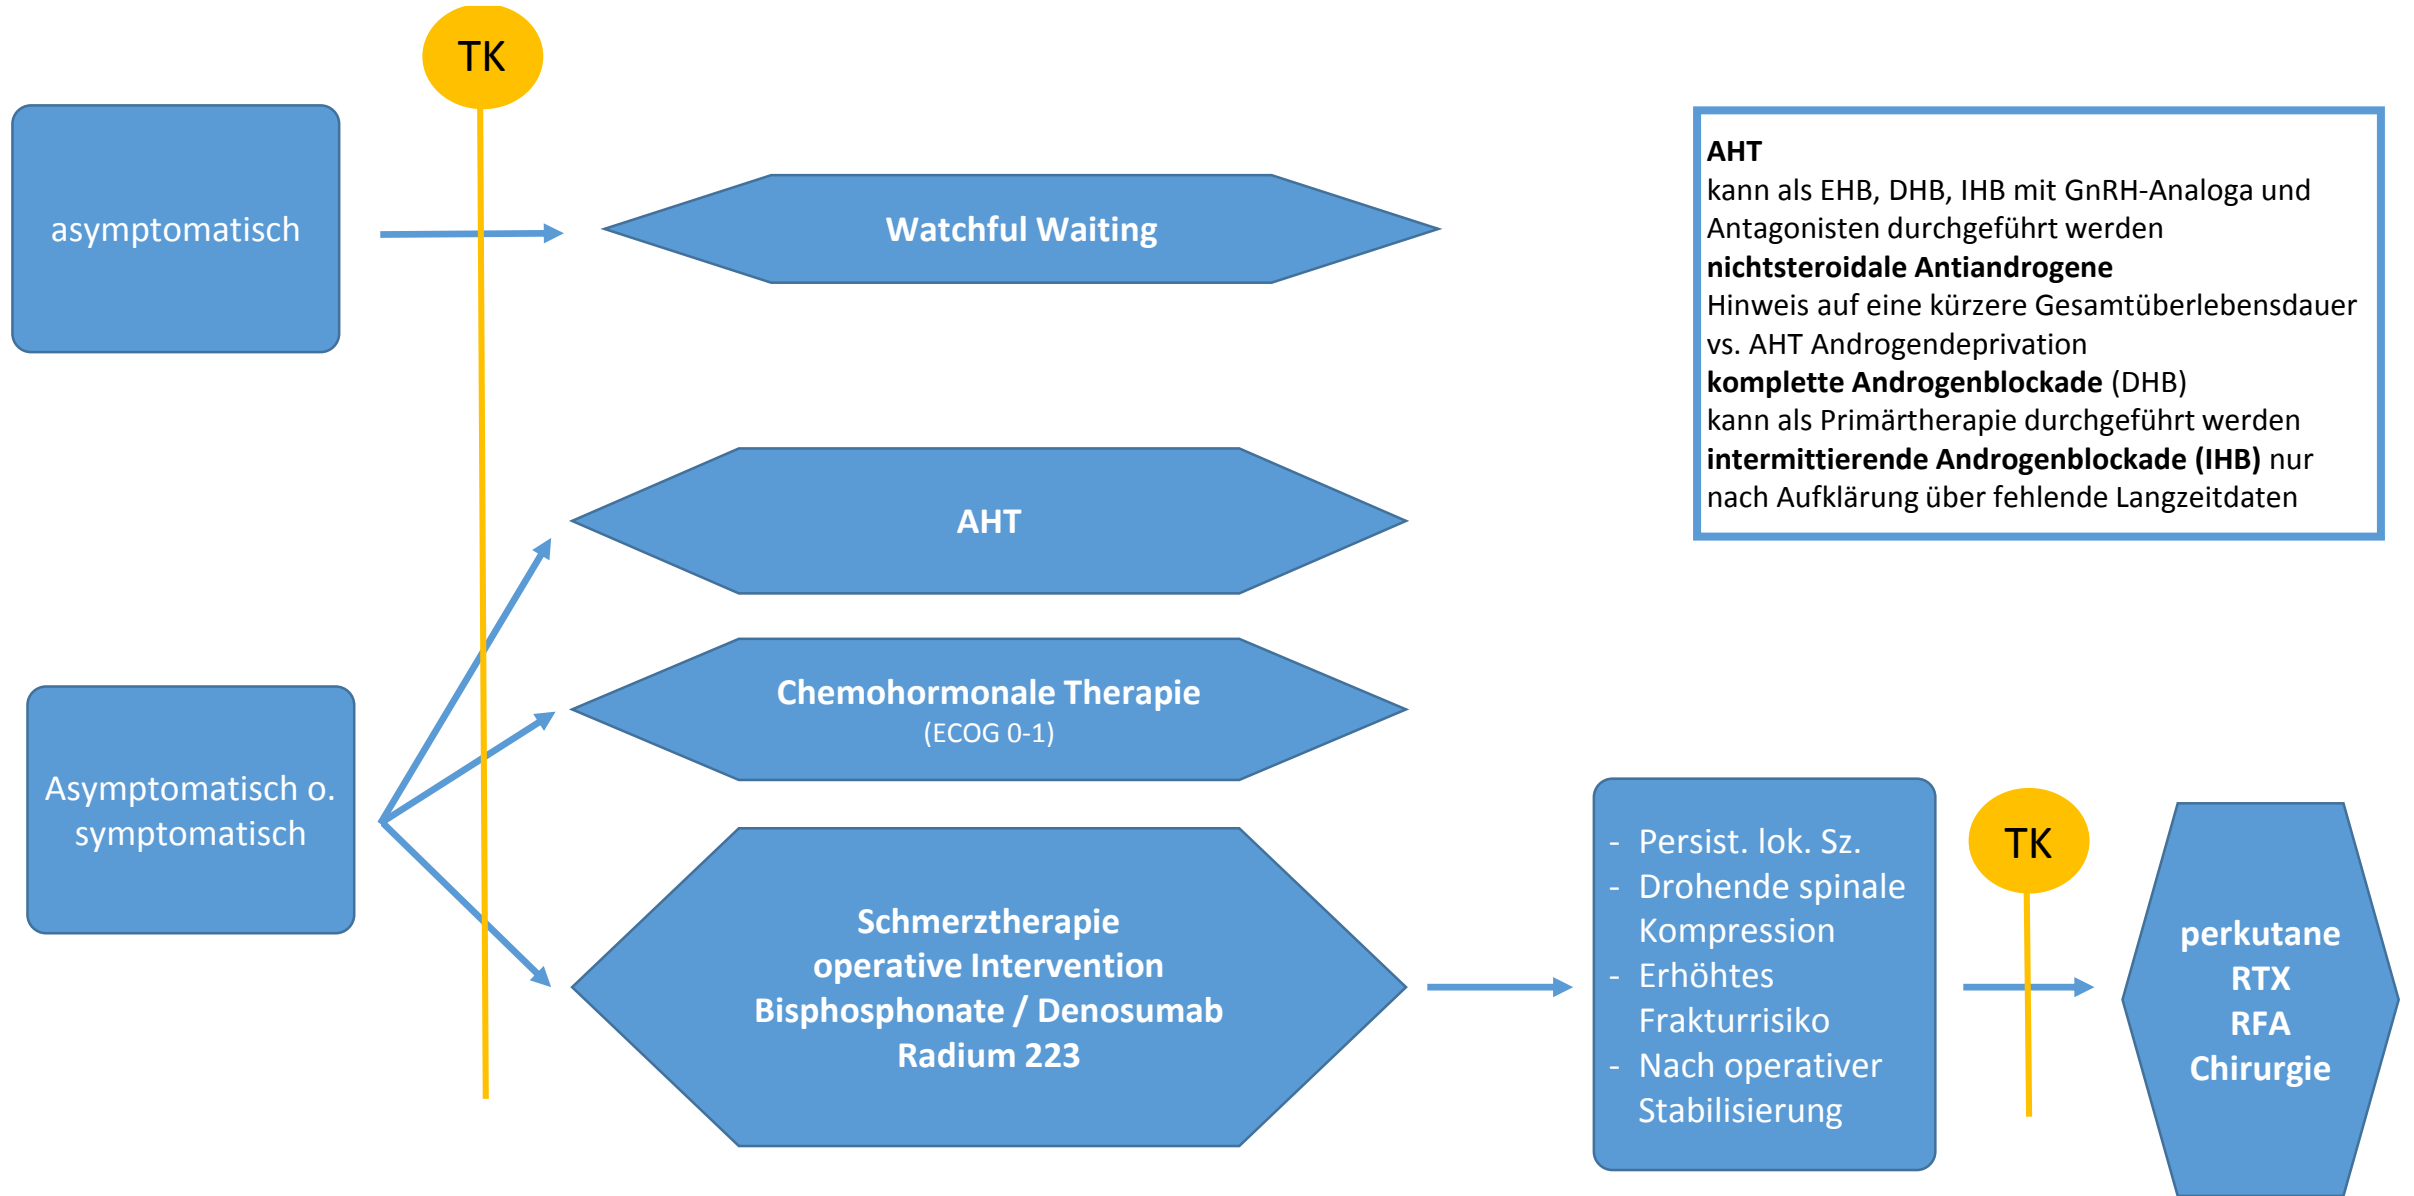 TK
asymptomatisch
Watchful Waiting
AHT
kann als EHB, DHB, IHB mit GnRH-Analoga und
Antagonisten durchgeführt werden
nichtsteroidale Antiandrogene
Hinweis auf eine kürzere Gesamtüberlebensdauer
vs. AHT Androgendeprivation
komplette Androgenblockade (DHB)
kann als Primärtherapie durchgeführt werden
intermittierende Androgenblockade (IHB) nur
nach Aufklärung über fehlende Langzeitdaten
Asymptomatisch o.
symptomatisch
AHT
Chemohormonale Therapie
(ECOG 0-1)
Schmerztherapie
operative Intervention
Bisphosphonate / Denosumab
Radium 223
- Persist. lok. Sz.
- Drohende spinale
Kompression
- Erhöhtes
Frakturrisiko
- Nach operativer
Stabilisierung
TK
perkutane
RTX
RFA
Chirurgie